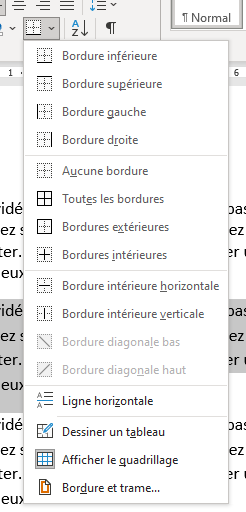 ¶ Normal
A Z
¶
1
6
Bordure inférieure
Bordure supérieure
Bordure gauche
Bordure droite
Aucune bordure
Toutes les bordures
Bordures extérieures
Bordures intérieures
Bordure intérieure horizontale
Bordure intérieure verticale
Bordure diagonale bas
Bordure diagonale haut
Ligne horizontale
Dessiner un tableau
Afficher le quadrillage
Bordure et trame...